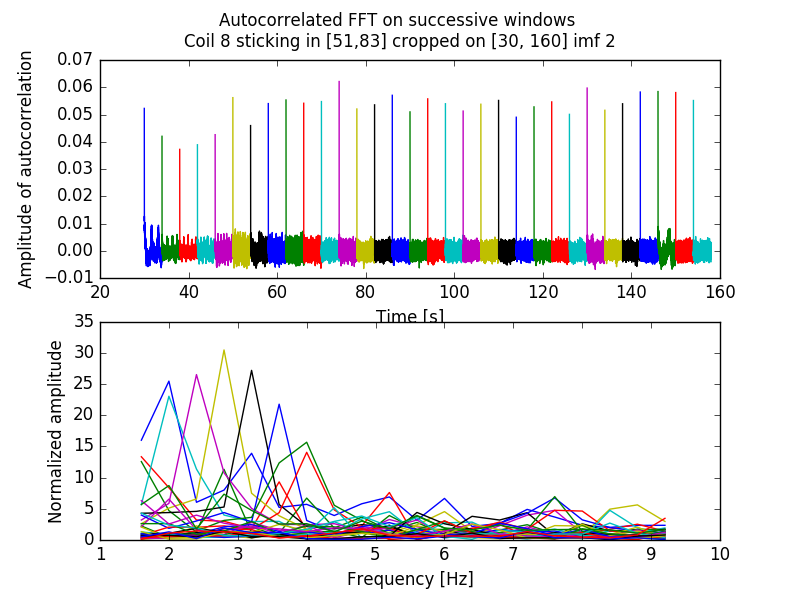 Autocorrelated FFT on successive windows
Coil 8 sticking in [51,83] cropped on [30, 160] imf 2
Amplitude of autocorrelation
0.07
0.06
0.05
0.04
0.03
0.02
0.01
0.00
−0.01
20 40 60 80 100 120 140 160
Time [s]
Normalized amplitude
35
30
25
20
15
10
5
0
1 2 3 4 5 6 7 8 9 10
Frequency [Hz]